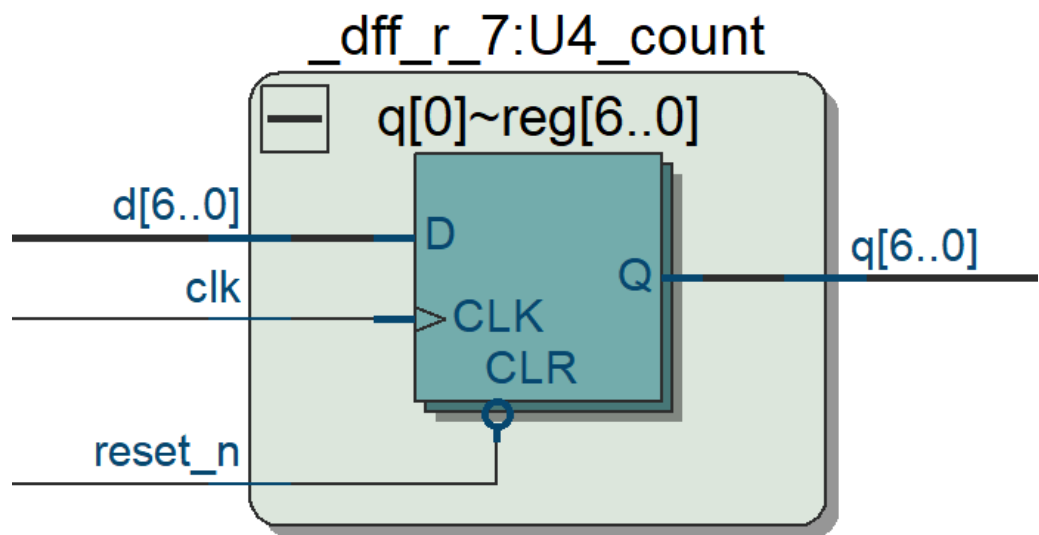 _dff_r_7:U4_count
q[0]~reg[6..0]
d[6..0]
D
q[6..0]
Q
clk
CLK
CLR
reset_n